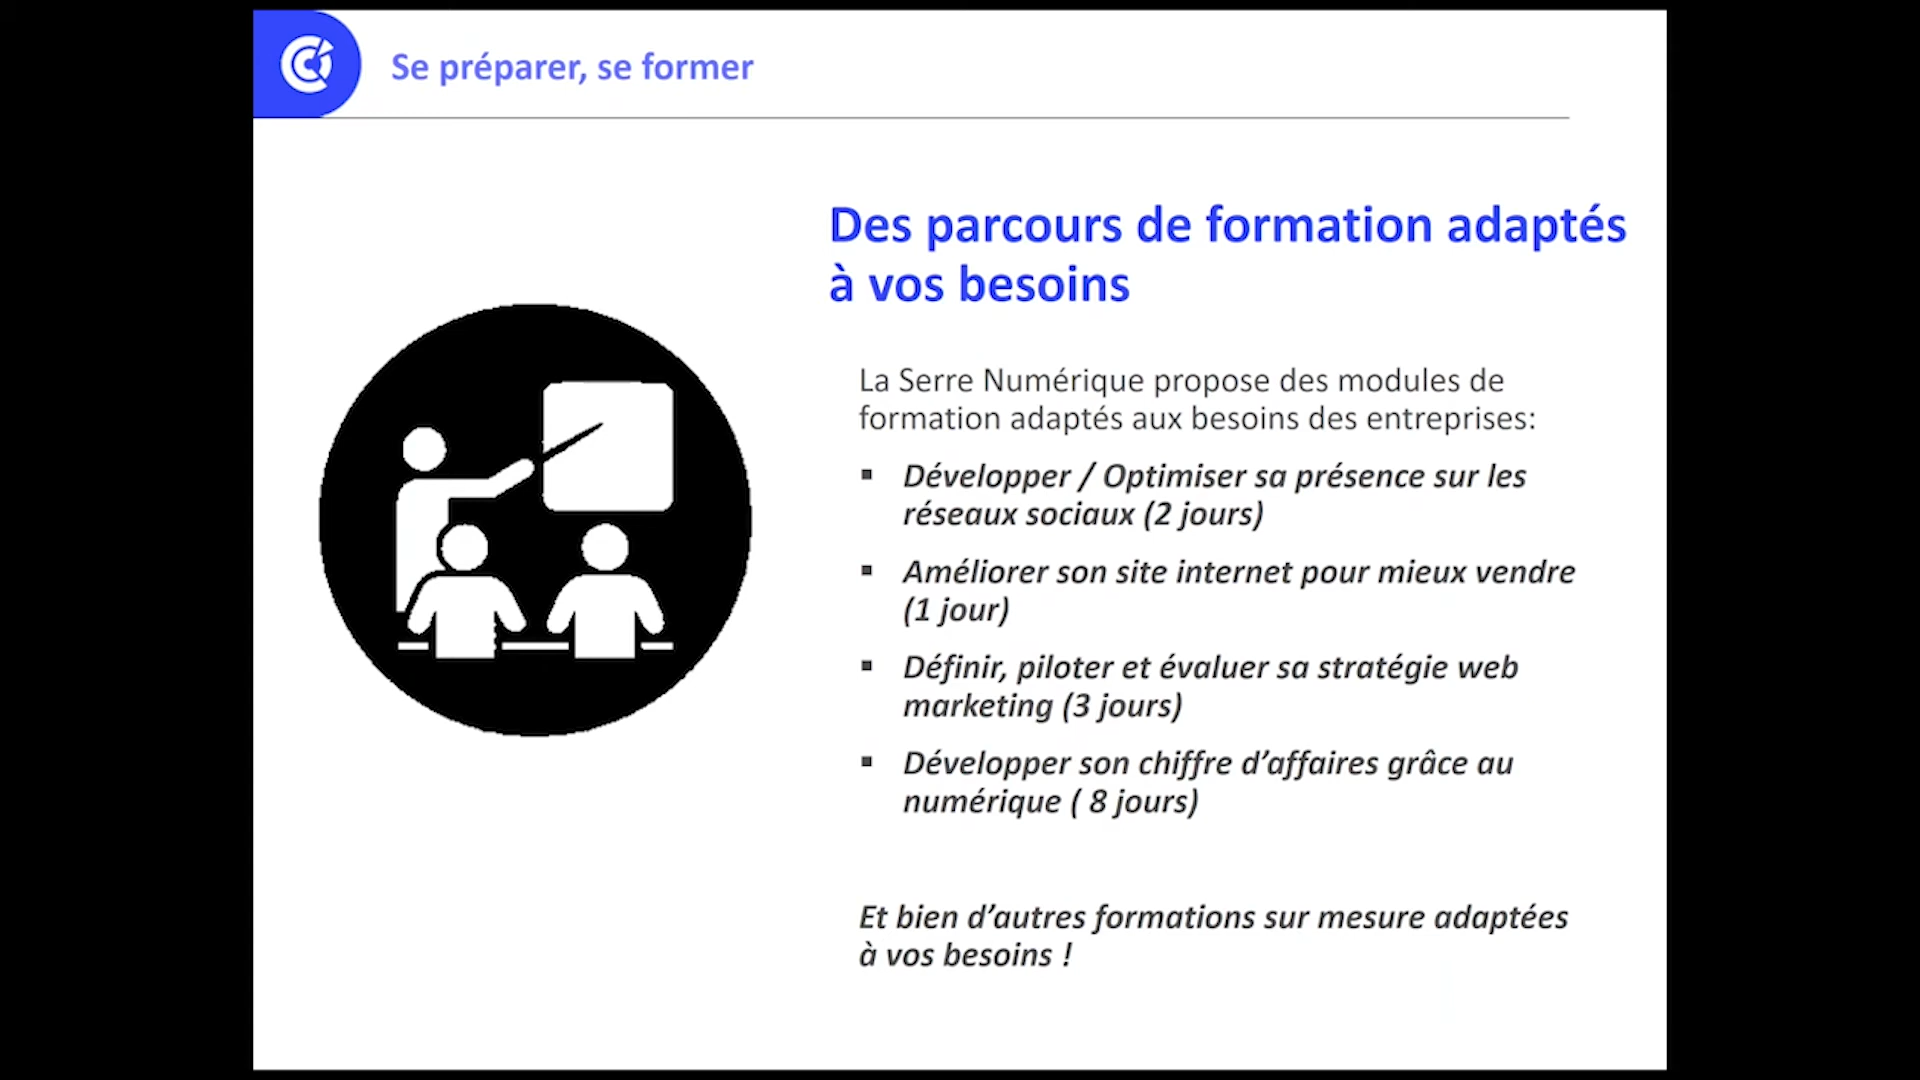 Se préparer, se former
Des parcours de formation adaptés
à vos besoins
La Serre Numérique propose des modules de
formation adaptés aux besoins des entreprises:
▪ Développer / Optimiser sa présence sur les
réseaux sociaux (2 jours)
▪ Améliorer son site internet pour mieux vendre
(1 jour)
▪ Définir, piloter et évaluer sa stratégie web
marketing (3 jours)
▪ Développer son chiffre d’affaires grâce au
numérique ( 8 jours)
Et bien d’autres formations sur mesure adaptées
à vos besoins !